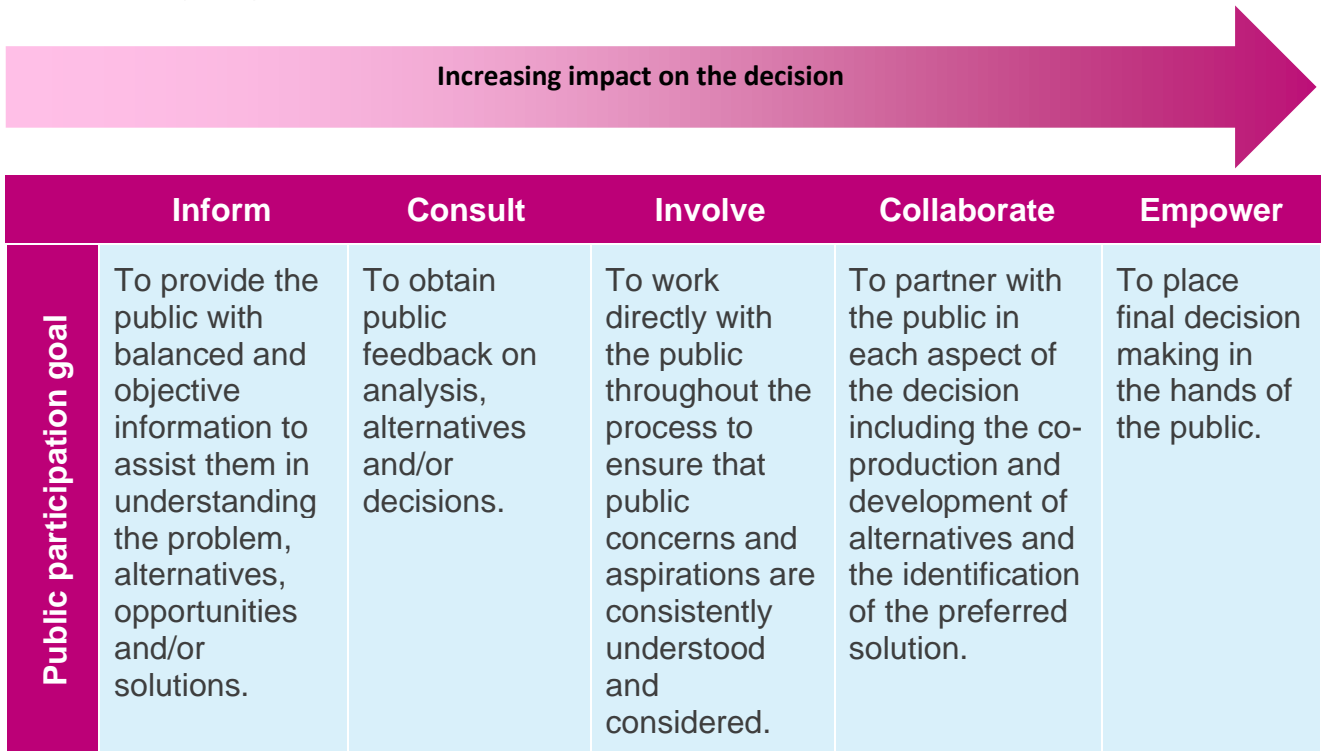 Increasing impact on the decision
Inform
Consult
Involve
Collaborate
Empower
Public participation goal
To provide the
public with
balanced and
objective
information to
assist them in
understanding
the problem,
alternatives,
opportunities
and/or
solutions.
To obtain
public
feedback on
analysis,
alternatives
and/or
decisions.
To work
directly with
the public
throughout the
process to
ensure that
public
concerns and
aspirations are
consistently
understood
and
considered.
To partner with
the public in
each aspect of
the decision
including the co-
production and
development of
alternatives and
the identification
of the preferred
solution.
To place
final decision
making in
the hands of
the public.